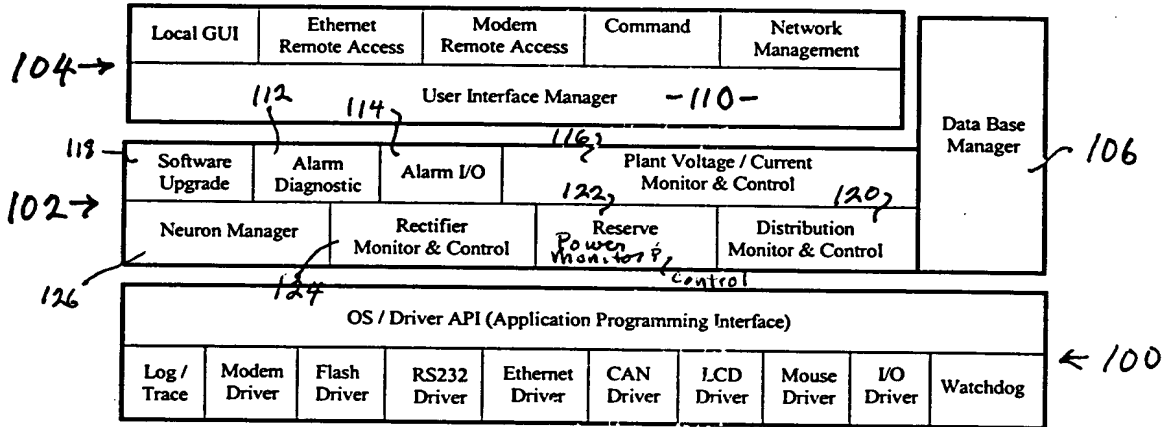 Local GUI
Ethernet
Remote Access
Modem
Remote Access
Command
Network
Management
104
User Interface Manager -110-
112
114
Data Base
Manager
106
118
Software
Upgrade
Alarm
Diagnostic
Alarm I/O
116
Plant Voltage / Current
Monitor & Control
102
122
120
Neuron Manager
Rectifier
Monitor & Control
Reserve
Power
Monitor &
Control
Distribution
Monitor & Control
126
124
OS / Driver API (Application Programming Interface)
100
Log /
Trace
Modem
Driver
Flash
Driver
RS232
Driver
Ethernet
Driver
CAN
Driver
LCD
Driver
Mouse
Driver
I/O
Driver
Watchdog